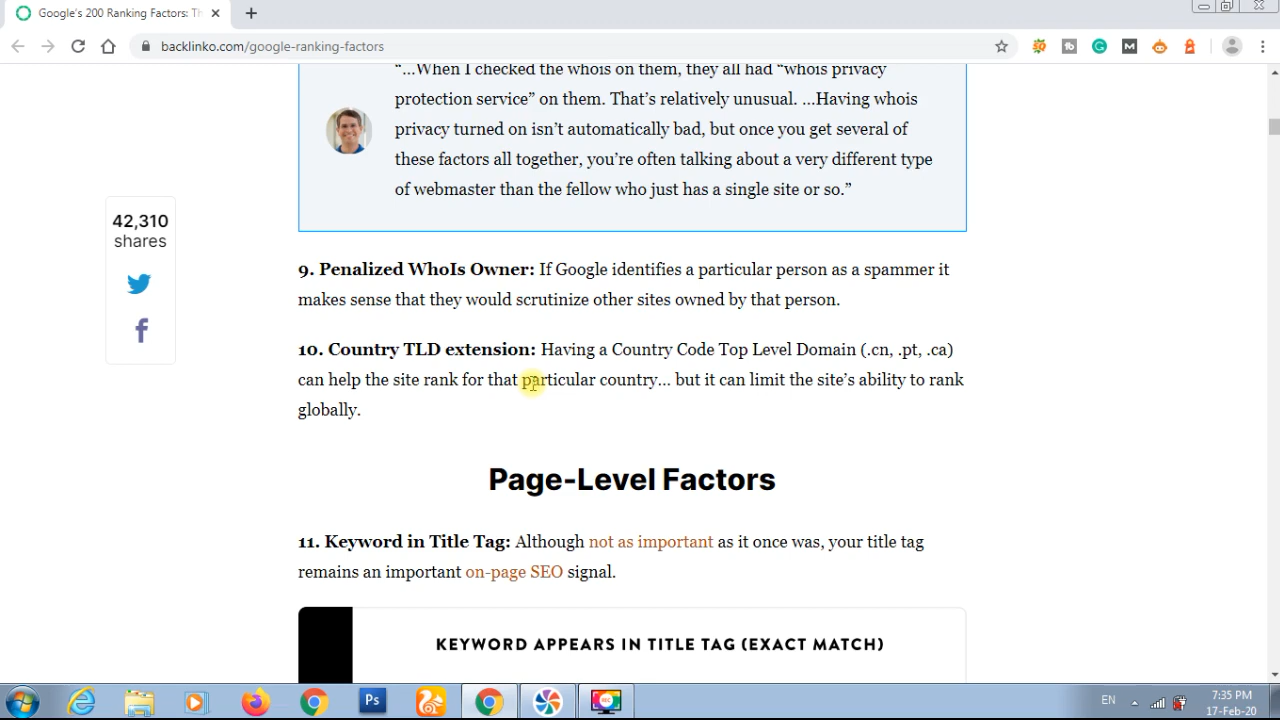 Google's 200 Ranking Factors: Th
backlinko.com/google-ranking-factors
"...When I checked the whois on them, they all had “whois privacy
protection service” on them. That’s relatively unusual. …Having whois
privacy turned on isn’t automatically bad, but once you get several of
these factors all together, you’re often talking about a very different type
of webmaster than the fellow who just has a single site or so.”
42,310
shares
9. Penalized WhoIs Owner: If Google identifies a particular person as a spammer it
makes sense that they would scrutinize other sites owned by that person.
10. Country TLD extension: Having a Country Code Top Level Domain (.cn, .pt, .ca)
can help the site rank for that particular country… but it can limit the site’s ability to rank
globally.
Page-Level Factors
11. Keyword in Title Tag: Although not as important as it once was, your title tag
remains an important on-page SEO signal.
KEYWORD APPEARS IN TITLE TAG (EXACT MATCH)
Ps
EN
7:35 PM
17-Feb-20